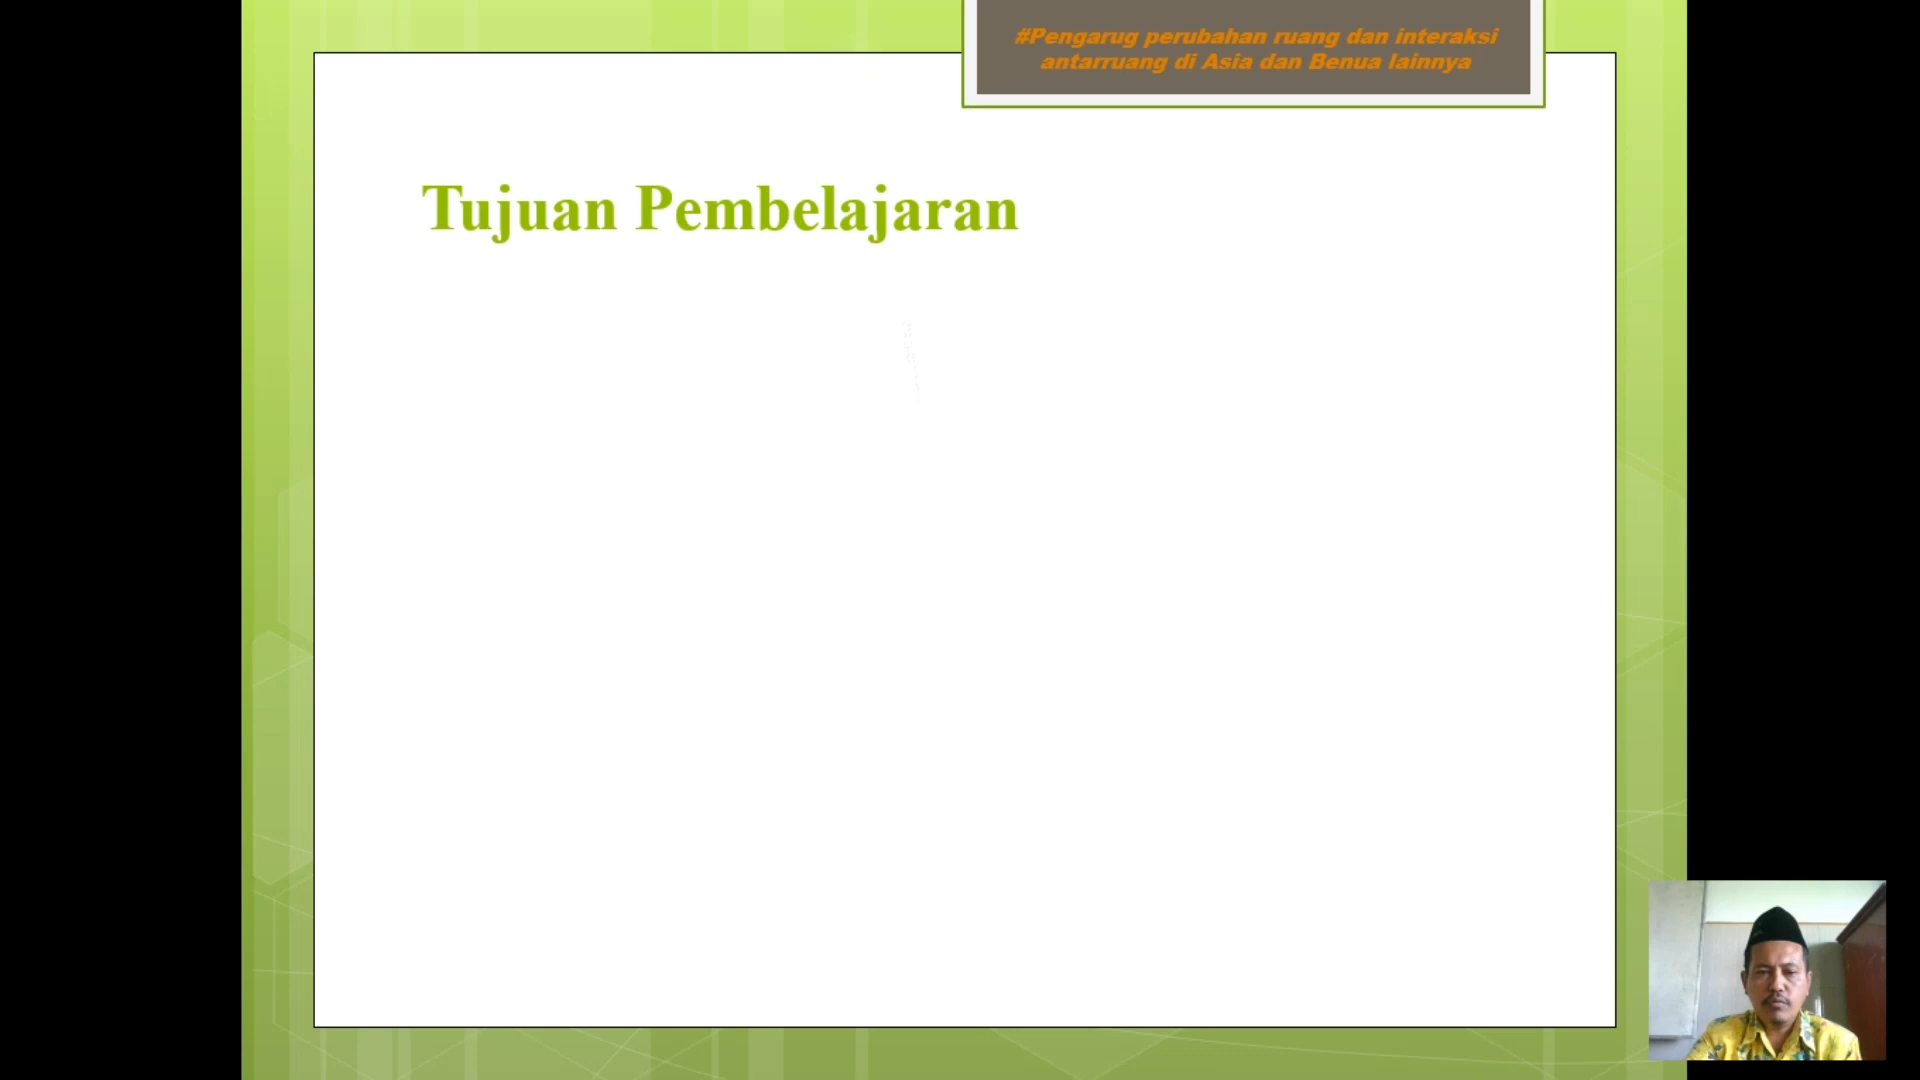 #Pengarug perubahan ruang dan interaksi
antarruang di Asia dan Benua lainnya
Tujuan Pembelajaran